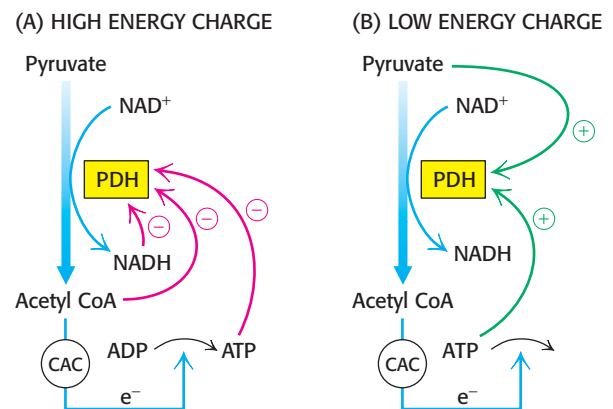 (A) HIGH ENERGY CHARGE
Pyruvate
NAD⁺
PDH
NADH
Acetyl CoA
ADP
ATP
CAC
e⁻
(B) LOW ENERGY CHARGE
Pyruvate
NAD⁺
PDH
NADH
Acetyl CoA
ATP
CAC
e⁻